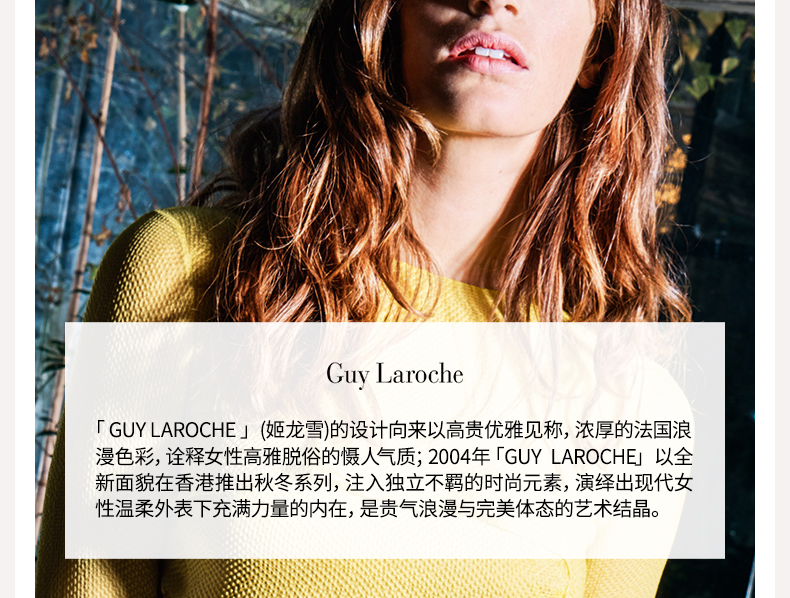 Guy Laroche
「 GUY LAROCHE 」 (姬龙雪)的设计向来以高贵优雅见称, 浓厚的法国浪
漫色彩, 诠释女性高雅脱俗的慑人气质; 2004年「GUY LAROCHE」 以全
新面貌在香港推出秋冬系列, 注入独立不羁的时尚元素, 演绎出现代女
性温柔外表下充满力量的内在, 是贵气浪漫与完美体态的艺术结晶。